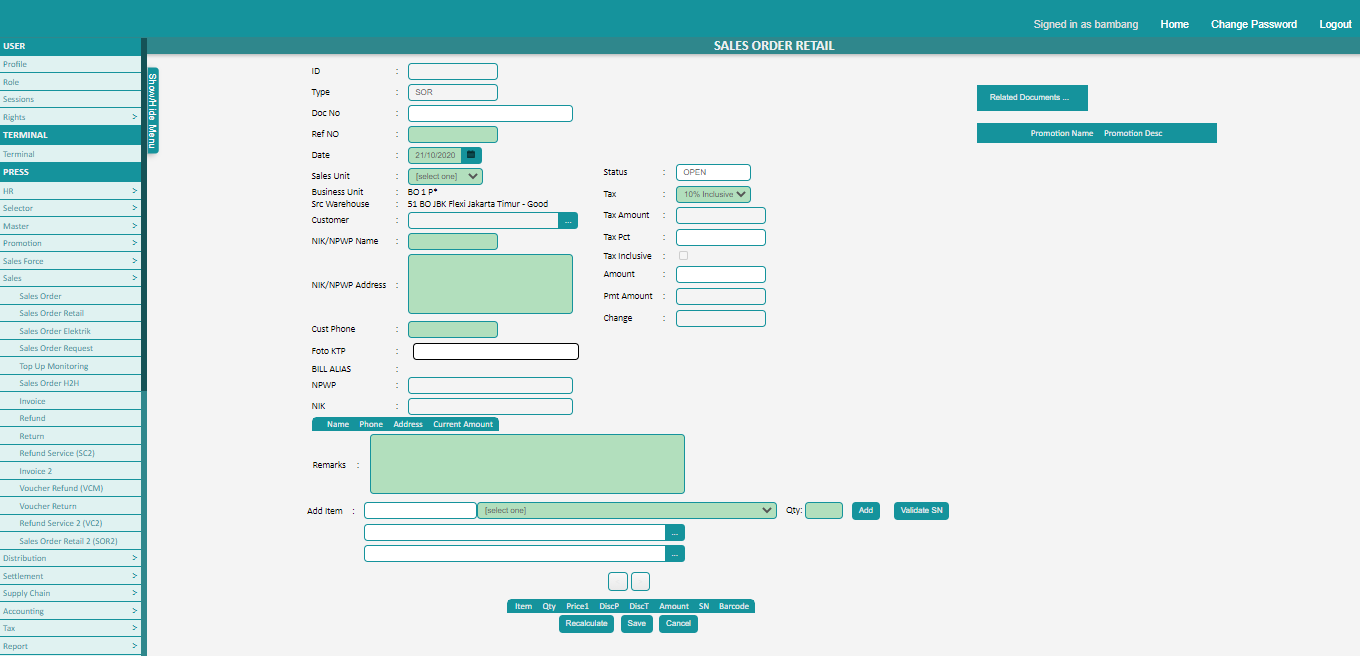 Signed in as bambang Home Change Password Logout
SALES ORDER RETAIL
USER
Profile
Role
Sessions
Rights >
TERMINAL
Terminal
PRESS
HR >
Selector >
Master >
Promotion >
Sales Force >
Sales >
Sales Order
Sales Order Retail
Sales Order Elektrik
Sales Order Request
Top Up Monitoring
Sales Order H2H
Invoice
Refund
Return
Refund Service (SC2)
Invoice 2
Voucher Refund (VCM)
Voucher Return
Refund Service 2 (VC2)
Sales Order Retail 2 (SOR2)
Distribution >
Settlement >
Supply Chain >
Accounting >
Tax >
Report >
Show/Hide Menu
ID :
Type : SOR
Doc No :
Ref NO :
Date : 21/10/2020
Sales Unit : [select one]
Business Unit : BO 1 P*
Src Warehouse : 51 BO JBK Flexi Jakarta Timur - Good
Customer : ...
NIK/NPWP Name :
NIK/NPWP Address :
Cust Phone :
Foto KTP :
BILL ALIAS :
NPWP :
NIK :
Status : OPEN
Tax : 10% Inclusive
Tax Amount :
Tax Pct :
Tax Inclusive :
Amount :
Pmt Amount :
Change :
Related Documents ...
Promotion Name Promotion Desc
Name Phone Address Current Amount
Remarks :
Add Item : [select one] Qty: Add Validate SN
...
...
Item Qty Price1 DiscP DiscT Amount SN Barcode
Recalculate Save Cancel